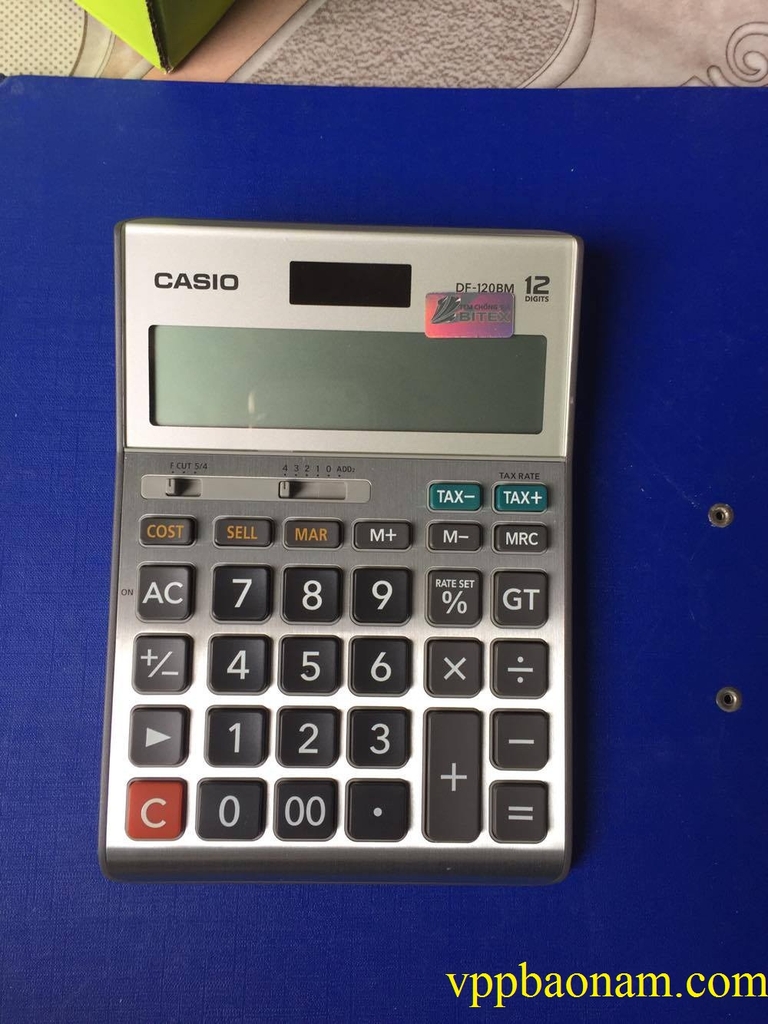 CASIO
DF-120BM 12
DIGITS
TEM CHỐNG
BITEX
F CUT 5/4
4 3 2 1 0 ADD₂
TAX RATE
TAX− TAX+
COST SELL MAR M+ M− MRC
RATE SET
ON AC 7 8 9 % GT
+/− 4 5 6 × ÷
▶ 1 2 3 + −
C 0 00 · =
vppbaonam.com